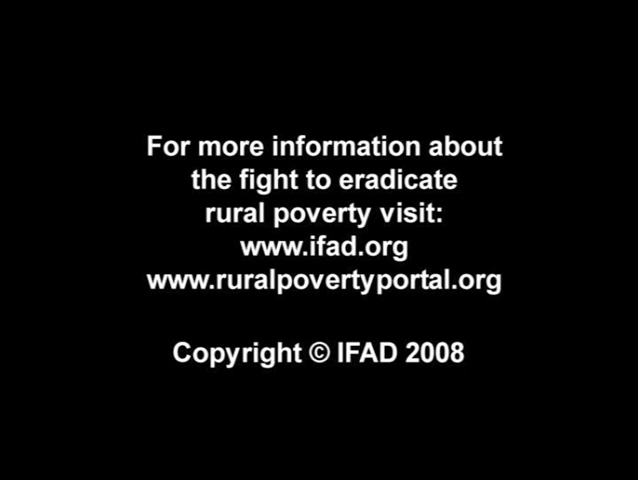 For more information about
the fight to eradicate
rural poverty visit:
www.ifad.org
www.ruralpovertyportal.org
Copyright © IFAD 2008